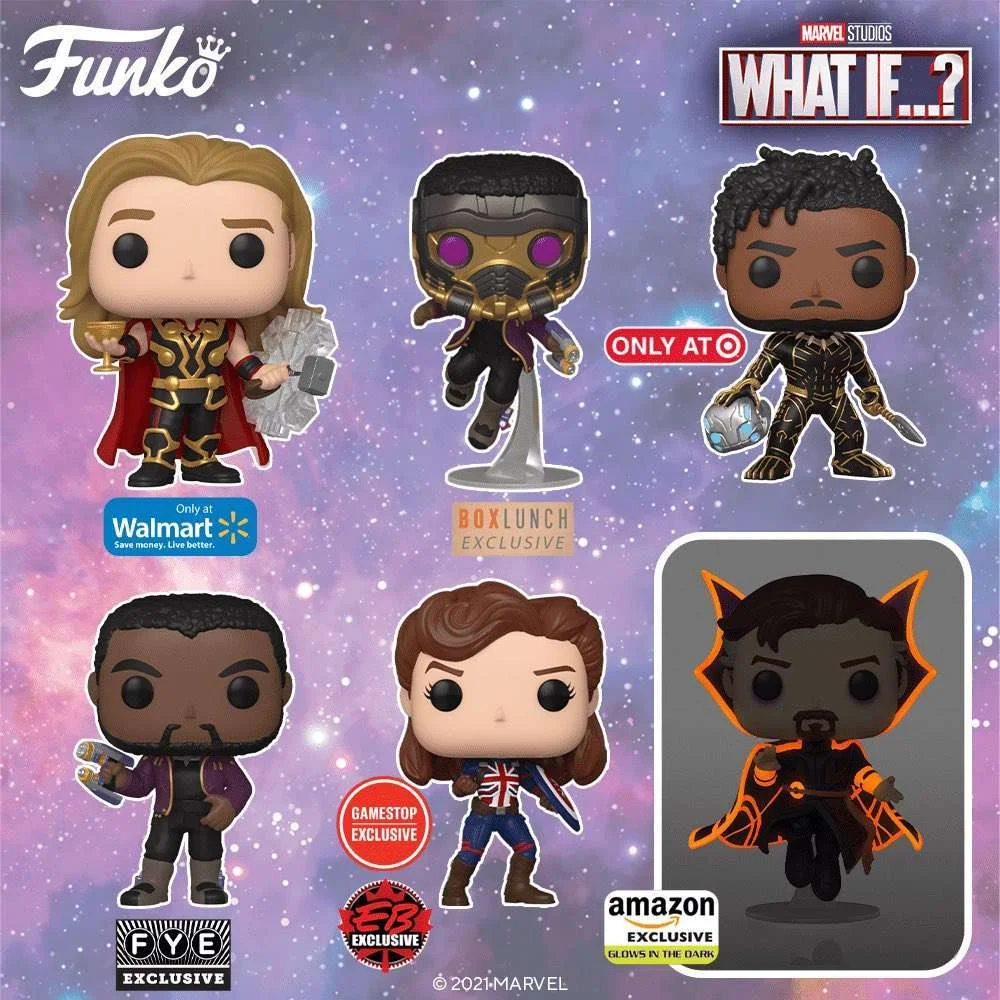 Funko
MARVEL STUDIOS
WHAT IF...?
ONLY AT
Only at
Walmart
Save money. Live better.
BOXLUNCH
EXCLUSIVE
GAMESTOP
EXCLUSIVE
EB
EXCLUSIVE
FYE
EXCLUSIVE
amazon
EXCLUSIVE
GLOWS IN THE DARK
© 2021 MARVEL